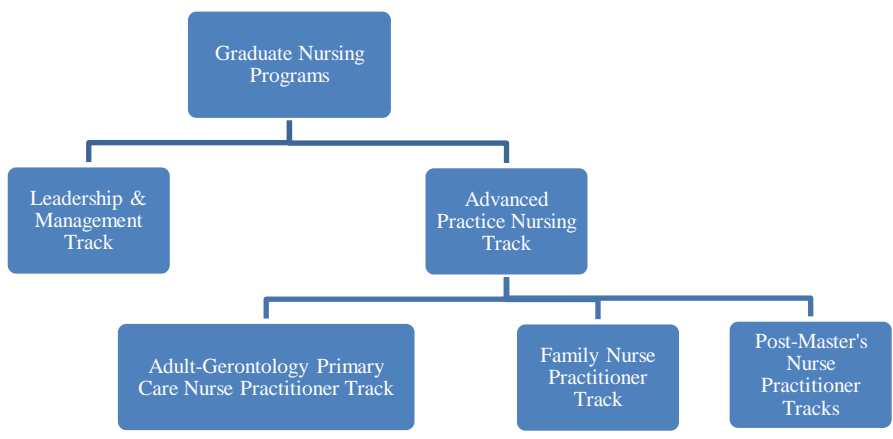 Graduate Nursing
Programs
Leadership &
Management
Track
Advanced
Practice Nursing
Track
Adult-Gerontology Primary
Care Nurse Practitioner Track
Family Nurse
Practitioner
Track
Post-Master's
Nurse
Practitioner
Tracks